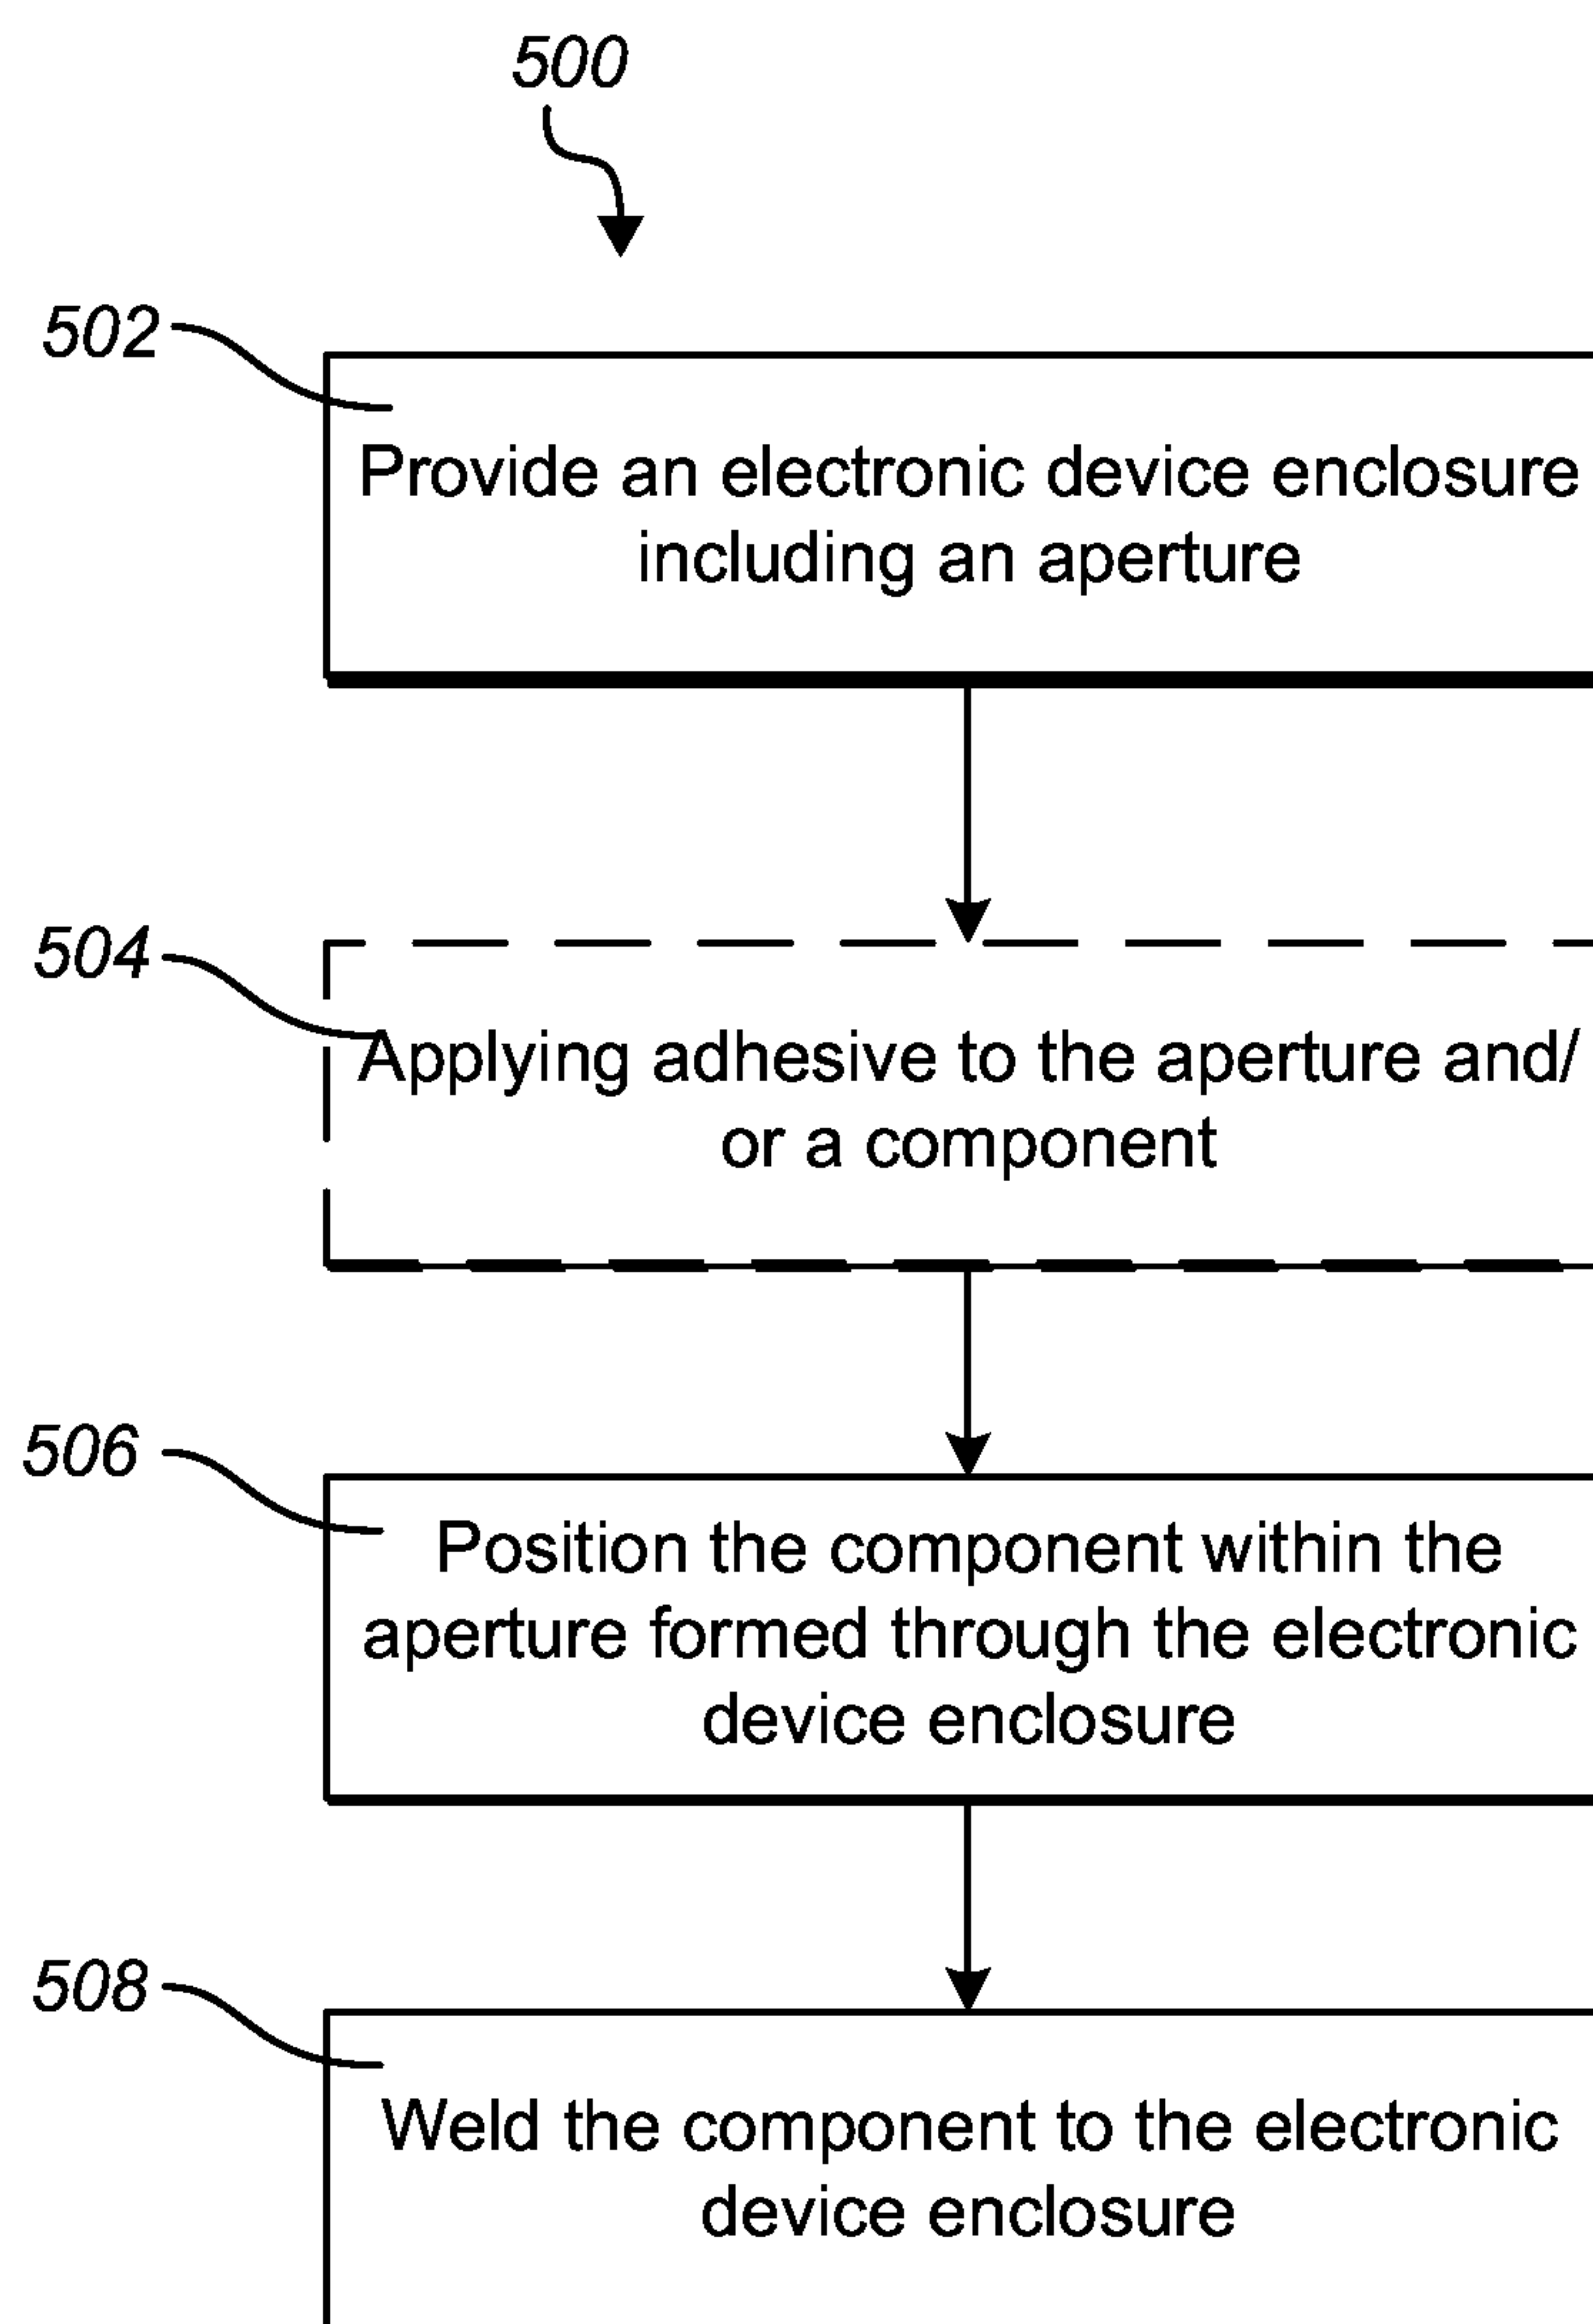 500
502
Provide an electronic device enclosure
including an aperture
504
Applying adhesive to the aperture and/
or a component
506
Position the component within the
aperture formed through the electronic
device enclosure
508
Weld the component to the electronic
device enclosure